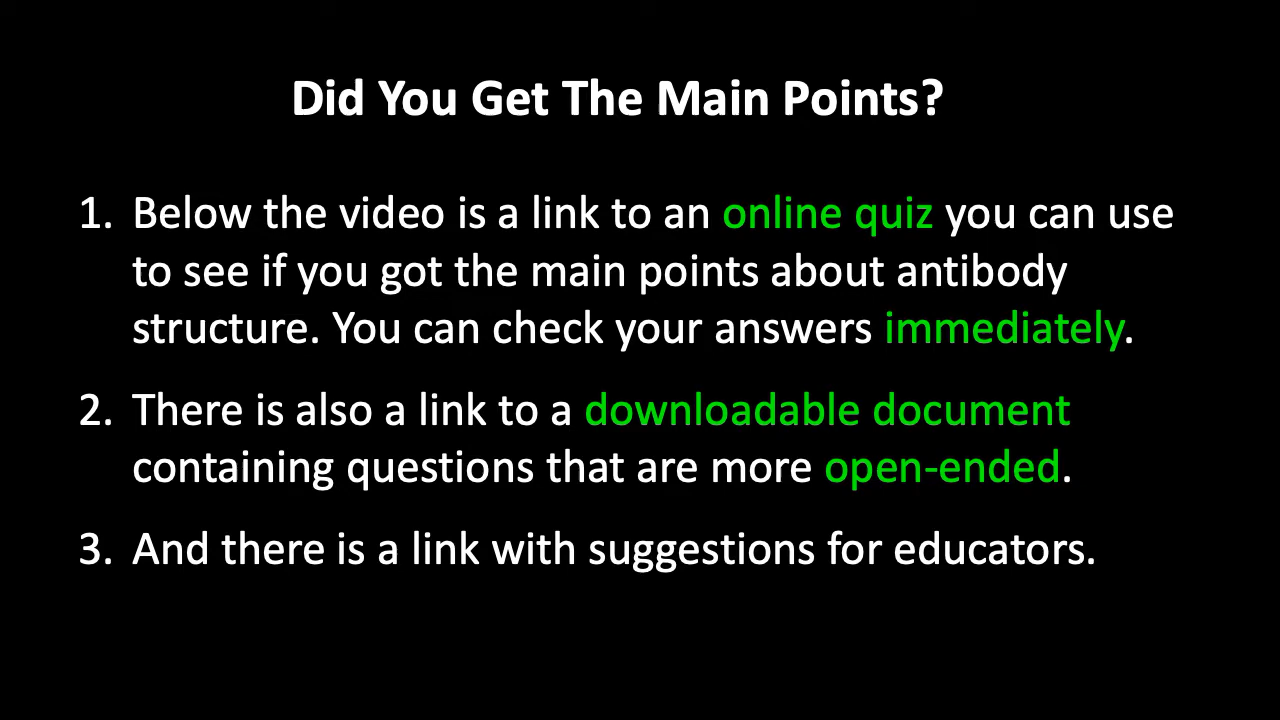 Did You Get The Main Points?
1. Below the video is a link to an online quiz you can use
to see if you got the main points about antibody
structure. You can check your answers immediately.
2. There is also a link to a downloadable document
containing questions that are more open-ended.
3. And there is a link with suggestions for educators.